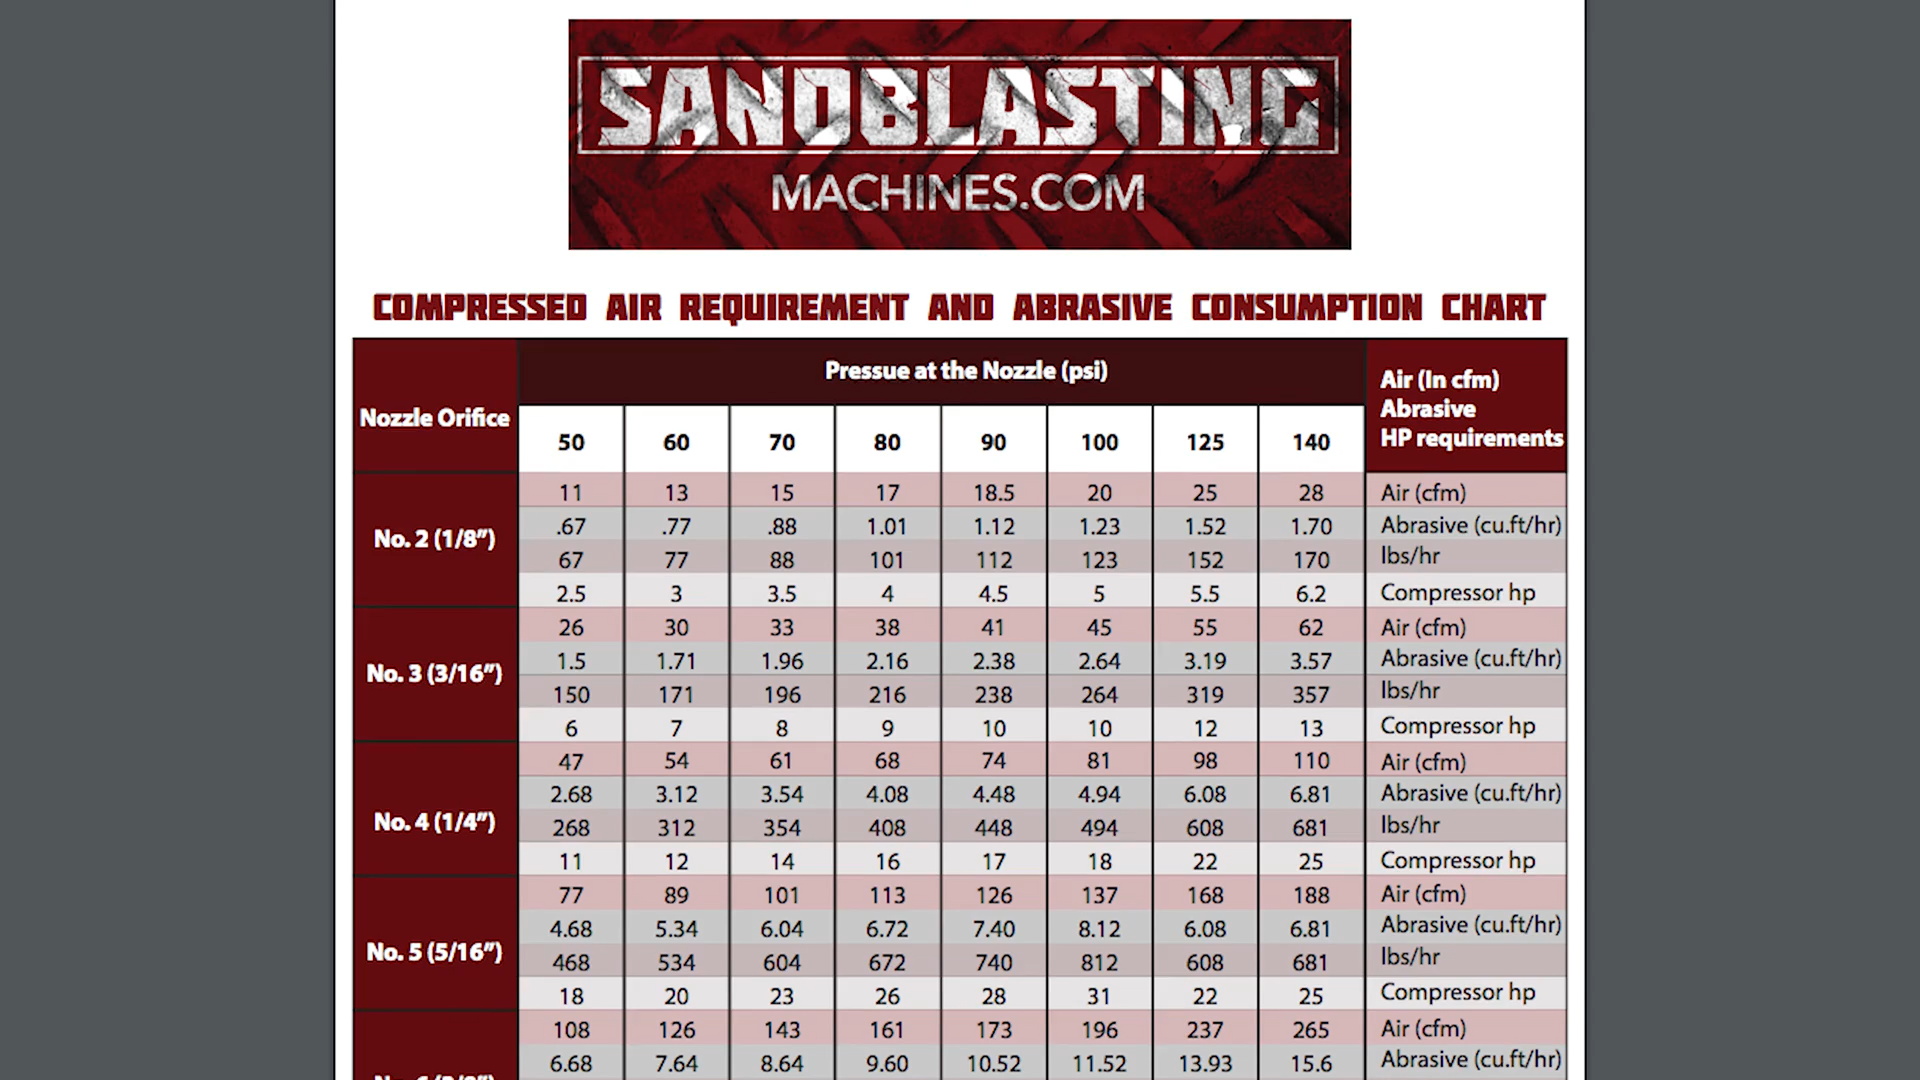 SANDBLASTING
MACHINES.COM
COMPRESSED AIR REQUIREMENT AND ABRASIVE CONSUMPTION CHART
Nozzle Orifice
Pressue at the Nozzle (psi)
Air (In cfm)
Abrasive
HP requirements
50 60 70 80 90 100 125 140
No. 2 (1/8")
11 13 15 17 18.5 20 25 28 Air (cfm)
.67 .77 .88 1.01 1.12 1.23 1.52 1.70 Abrasive (cu.ft/hr)
67 77 88 101 112 123 152 170 lbs/hr
2.5 3 3.5 4 4.5 5 5.5 6.2 Compressor hp
No. 3 (3/16")
26 30 33 38 41 45 55 62 Air (cfm)
1.5 1.71 1.96 2.16 2.38 2.64 3.19 3.57 Abrasive (cu.ft/hr)
150 171 196 216 238 264 319 357 lbs/hr
6 7 8 9 10 10 12 13 Compressor hp
No. 4 (1/4")
47 54 61 68 74 81 98 110 Air (cfm)
2.68 3.12 3.54 4.08 4.48 4.94 6.08 6.81 Abrasive (cu.ft/hr)
268 312 354 408 448 494 608 681 lbs/hr
11 12 14 16 17 18 22 25 Compressor hp
No. 5 (5/16")
77 89 101 113 126 137 168 188 Air (cfm)
4.68 5.34 6.04 6.72 7.40 8.12 6.08 6.81 Abrasive (cu.ft/hr)
468 534 604 672 740 812 608 681 lbs/hr
18 20 23 26 28 31 22 25 Compressor hp
108 126 143 161 173 196 237 265 Air (cfm)
6.68 7.64 8.64 9.60 10.52 11.52 13.93 15.6 Abrasive (cu.ft/hr)